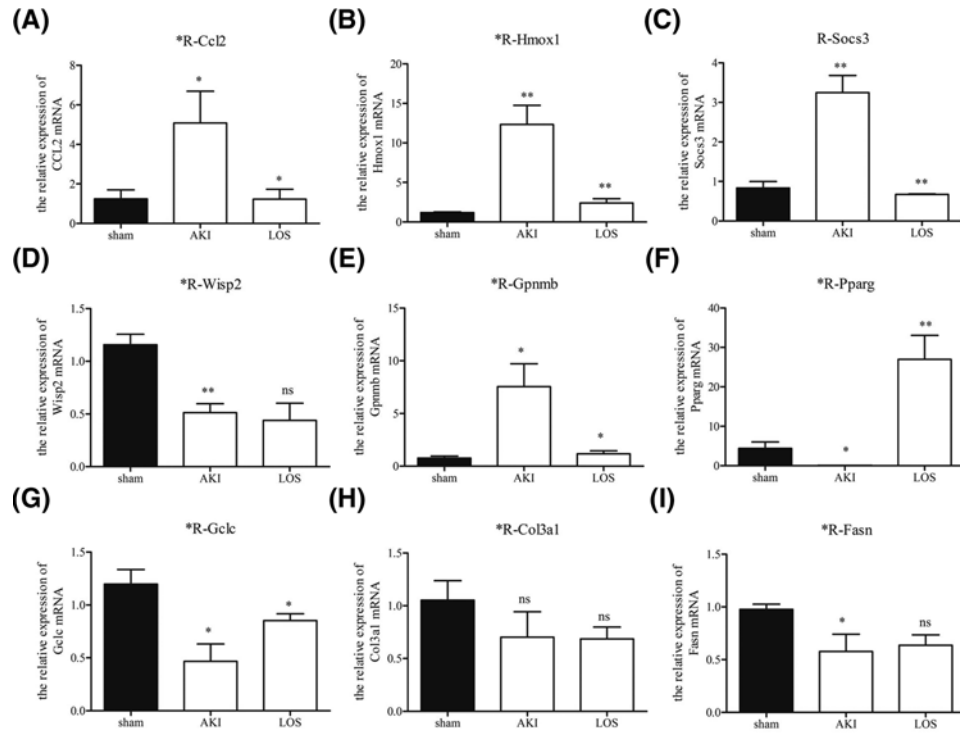 (A)
*R-Ccl2
the relative expression of
CCL2 mRNA
8
6
4
2
0
*
*
sham
AKI
LOS
(B)
*R-Hmox1
the relative expression of
Hmox1 mRNA
20
15
10
5
0
**
**
sham
AKI
LOS
(C)
R-Socs3
the relative expression of
Socs3 mRNA
4
3
2
1
0
**
**
sham
AKI
LOS
(D)
*R-Wisp2
the relative expression of
Wisp2 mRNA
1.5
1.0
0.5
0.0
**
ns
sham
AKI
LOS
(E)
*R-Gpnmb
the relative expression of
Gpnmb mRNA
15
10
5
0
*
*
sham
AKI
LOS
(F)
*R-Pparg
the relative expression of
Pparg mRNA
40
30
20
10
0
*
**
sham
AKI
LOS
(G)
*R-Gclc
the relative expression of
Gclc mRNA
1.5
1.0
0.5
0.0
*
*
sham
AKI
LOS
(H)
*R-Col3a1
the relative expression of
Col3a1 mRNA
1.5
1.0
0.5
0.0
ns
ns
sham
AKI
LOS
(I)
*R-Fasn
the relative expression of
Fasn mRNA
1.5
1.0
0.5
0.0
*
ns
sham
AKI
LOS